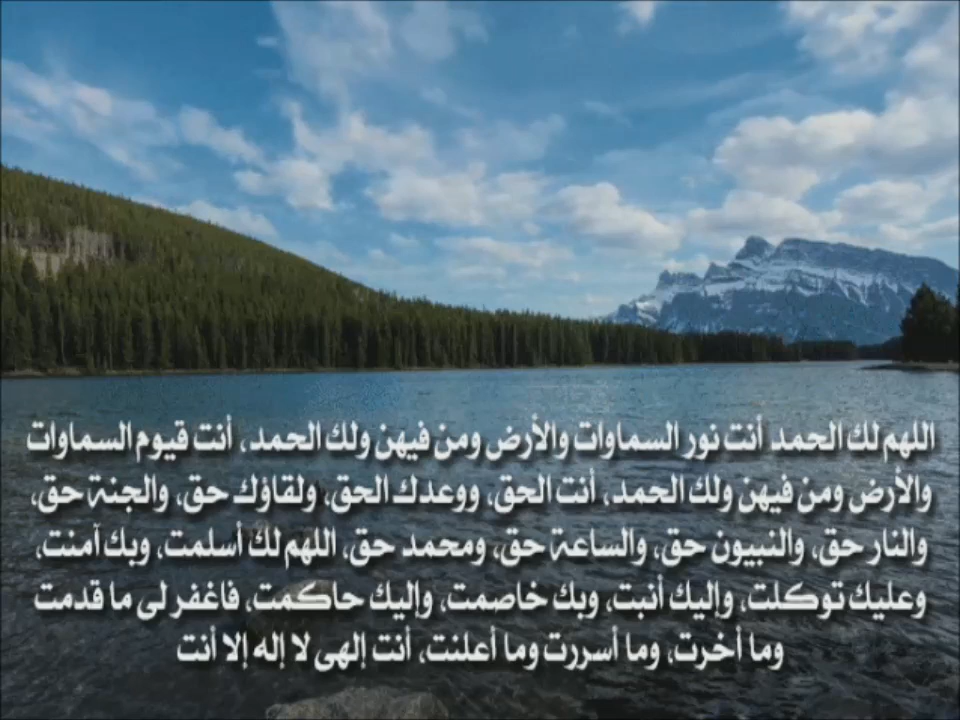 اللهم لك الحمد أنت نور السماوات والأرض ومن فيهن ولك الحمد، أنت قيوم السماوات
والأرض ومن فيهن ولك الحمد، أنت الحق، ووعدك الحق، ولقاؤك حق، والجنة حق،
والنار حق، والنبيون حق، والساعة حق، ومحمد حق، اللهم لك أسلمت، وبك آمنت،
وعليك توكلت، وإليك أنبت، وبك خاصمت، وإليك حاكمت، فاغفر لى ما قدمت
وما أخرت، وما أسررت وما أعلنت، أنت إلهى لا إله إلا أنت